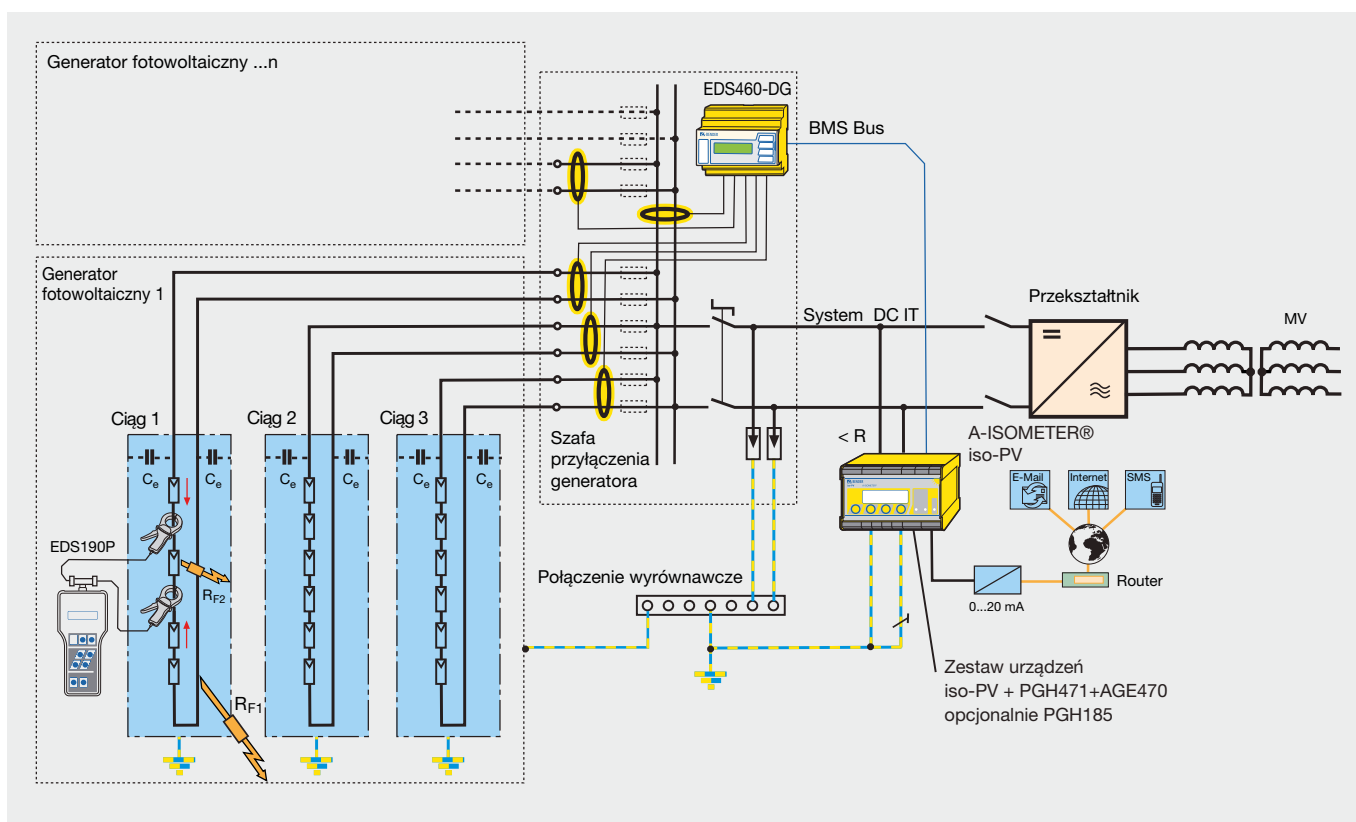 Generator fotowoltaiczny ...n
EDS460-DG
BMS Bus
Generator
fotowoltaiczny 1
System DC IT
Przekształtnik
MV
Ciąg 1
Ciąg 2
Ciąg 3
Ce
Ce
Ce
Ce
Ce
Ce
Szafa
przyłączenia
generatora
< R
A-ISOMETER®
iso-PV
BENDER
E-Mail
Internet
SMS
EDS190P
RF2
Połączenie wyrównawcze
Router
0...20 mA
RF1
Zestaw urządzeń
iso-PV + PGH471+AGE470
opcjonalnie PGH185